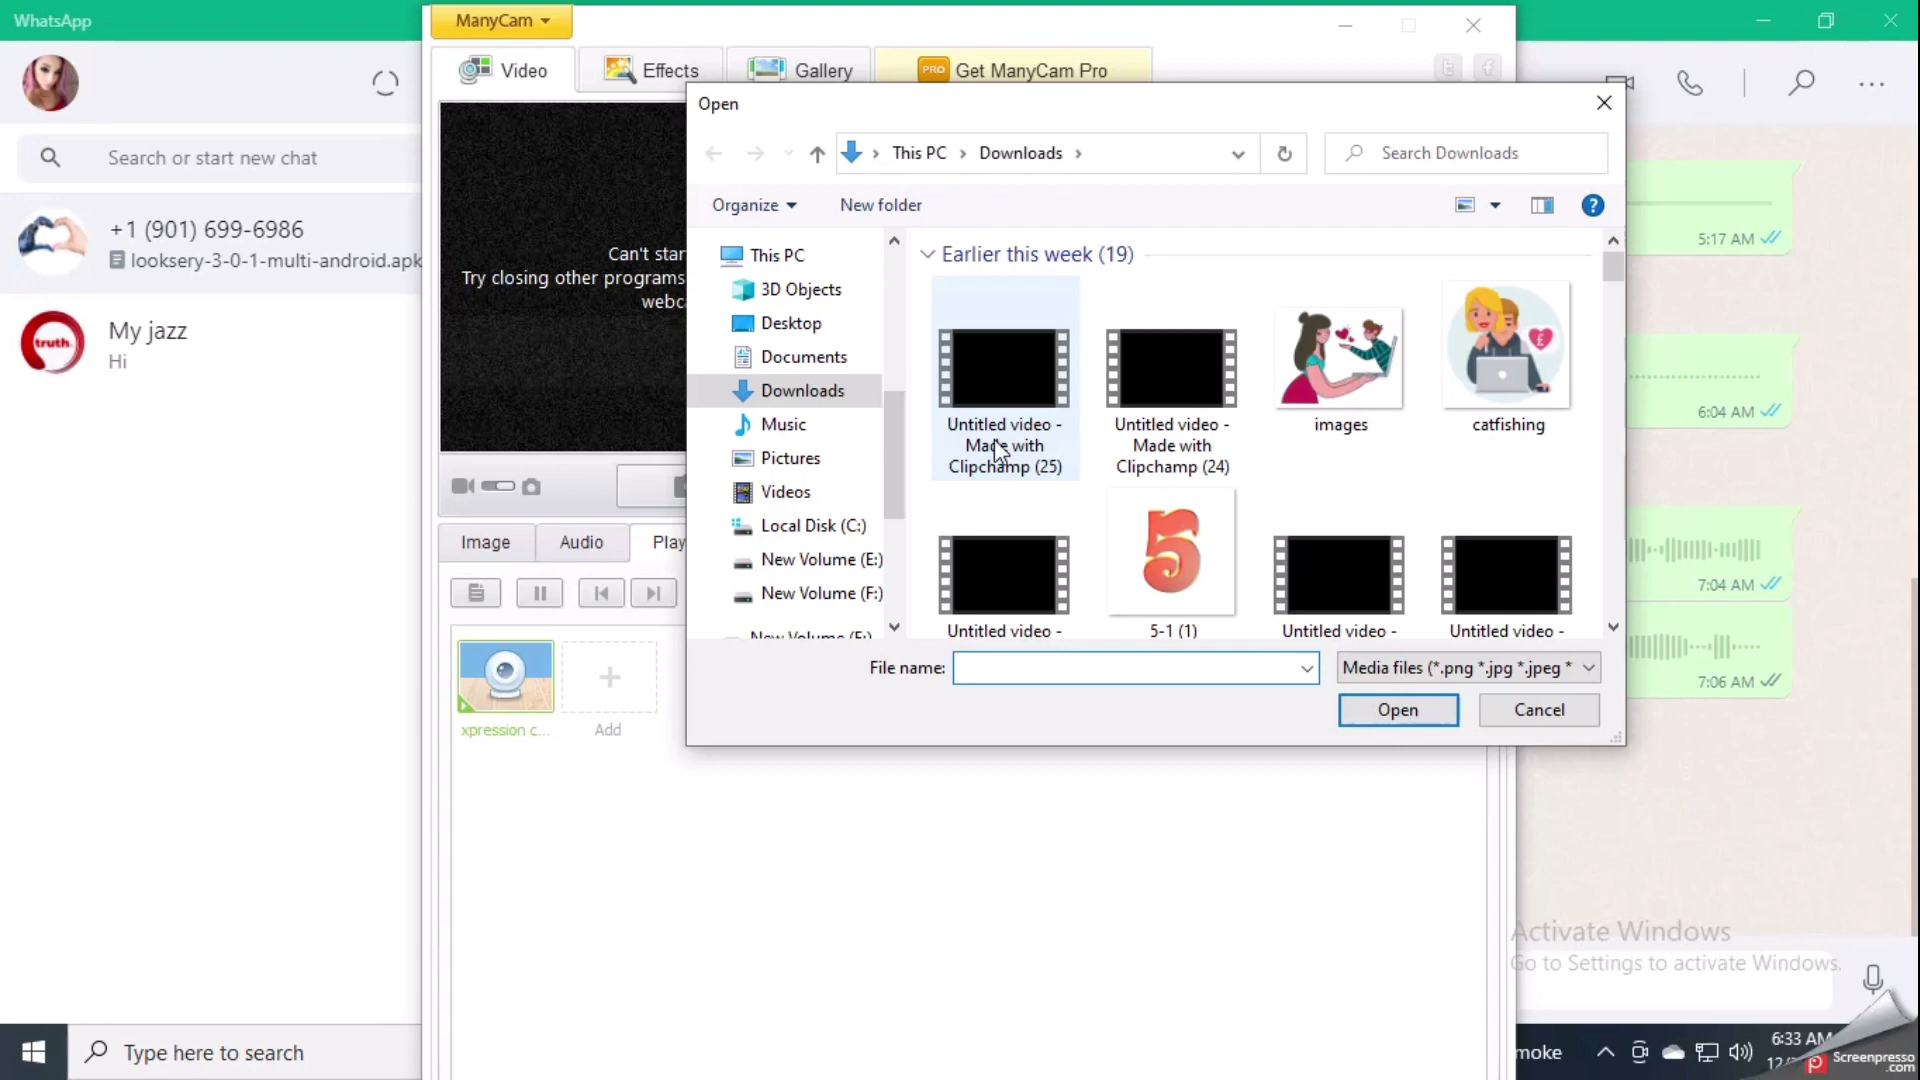 WhatsApp
Search or start new chat
+1 (901) 699-6986
looksery-3-0-1-multi-android.apk
truth.
My jazz
Hi
ManyCam
Video
Effects
Gallery
PRO Get ManyCam Pro
Can't star
Try closing other programs
webc
Image
Audio
Play
xpression c...
Add
Open
This PC
Downloads
Search Downloads
Organize
New folder
This PC
3D Objects
Desktop
Documents
Downloads
Music
Pictures
Videos
Local Disk (C:)
New Volume (E:)
New Volume (F:)
Earlier this week (19)
Untitled video -
Made with
Clipchamp (25)
Untitled video -
Made with
Clipchamp (24)
images
catfishing
Untitled video -
5
5-1 (1)
Untitled video -
Untitled video -
File name:
Media files (*.png *.jpg *.jpeg *
Open
Cancel
5:17 AM
6:04 AM
7:04 AM
7:06 AM
Activate Windows
Go to Settings to activate Windows.
Type here to search
moke
6:33 AM
12/
Screenpresso
.com